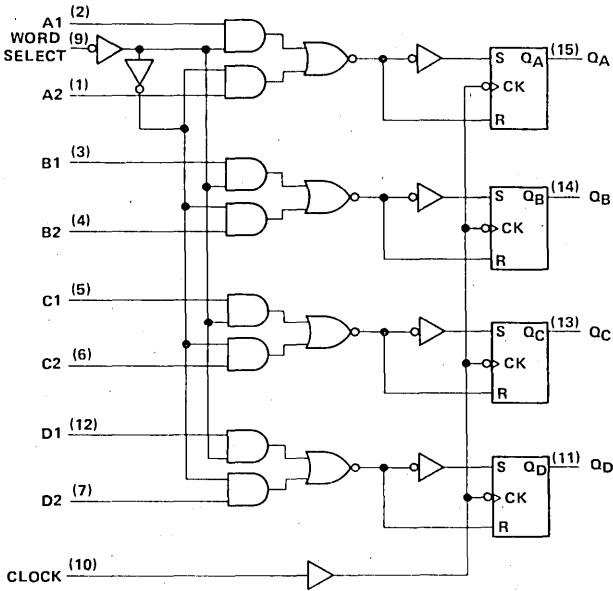 A1 (2)
WORD SELECT (9)
A2 (1)
S QA (15) QA
CK
R
B1 (3)
B2 (4)
S QB (14) QB
CK
R
C1 (5)
C2 (6)
S QC (13) QC
CK
R
D1 (12)
D2 (7)
S QD (11) QD
CK
R
CLOCK (10)